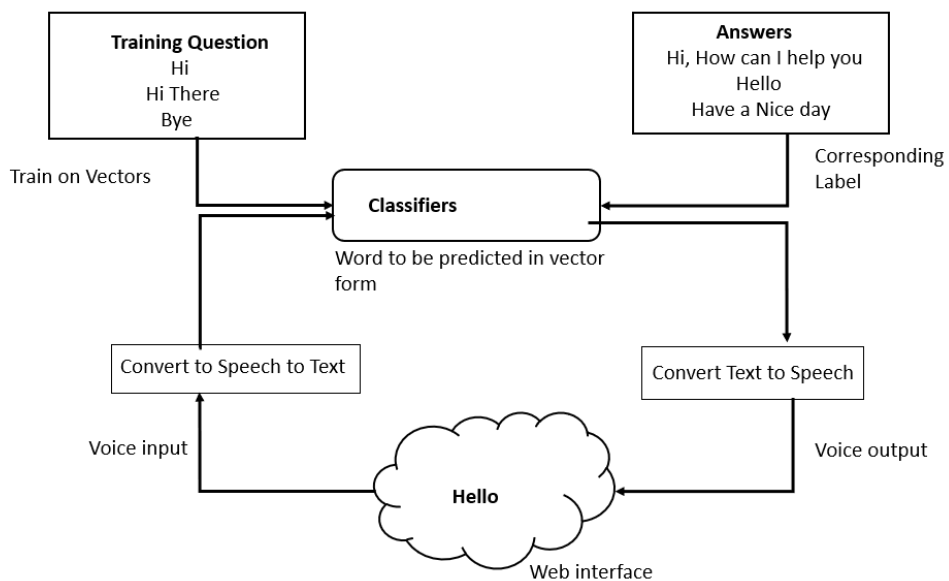 Training Question
Hi
Hi There
Bye
Answers
Hi, How can I help you
Hello
Have a Nice day
Train on Vectors
Corresponding
Label
Classifiers
Word to be predicted in vector
form
Convert to Speech to Text
Convert Text to Speech
Voice input
Voice output
Hello
Web interface